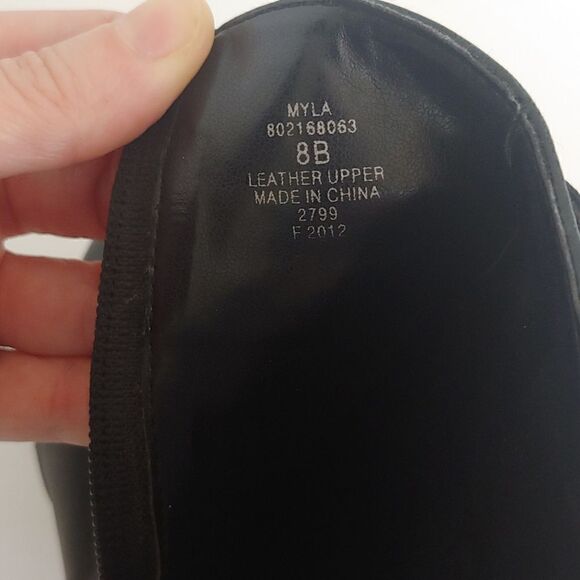 MYLA
802168063
8B
LEATHER UPPER
MADE IN CHINA
2799
F 2012